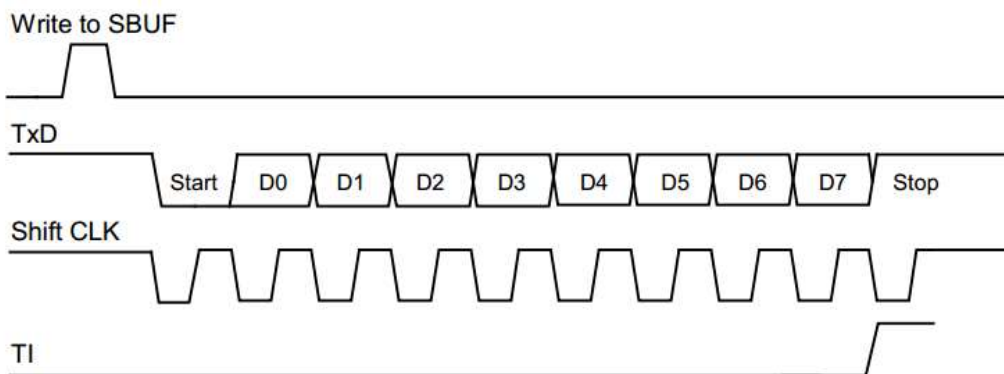 Write to SBUF
TxD
Start D0 D1 D2 D3 D4 D5 D6 D7 Stop
Shift CLK
TI